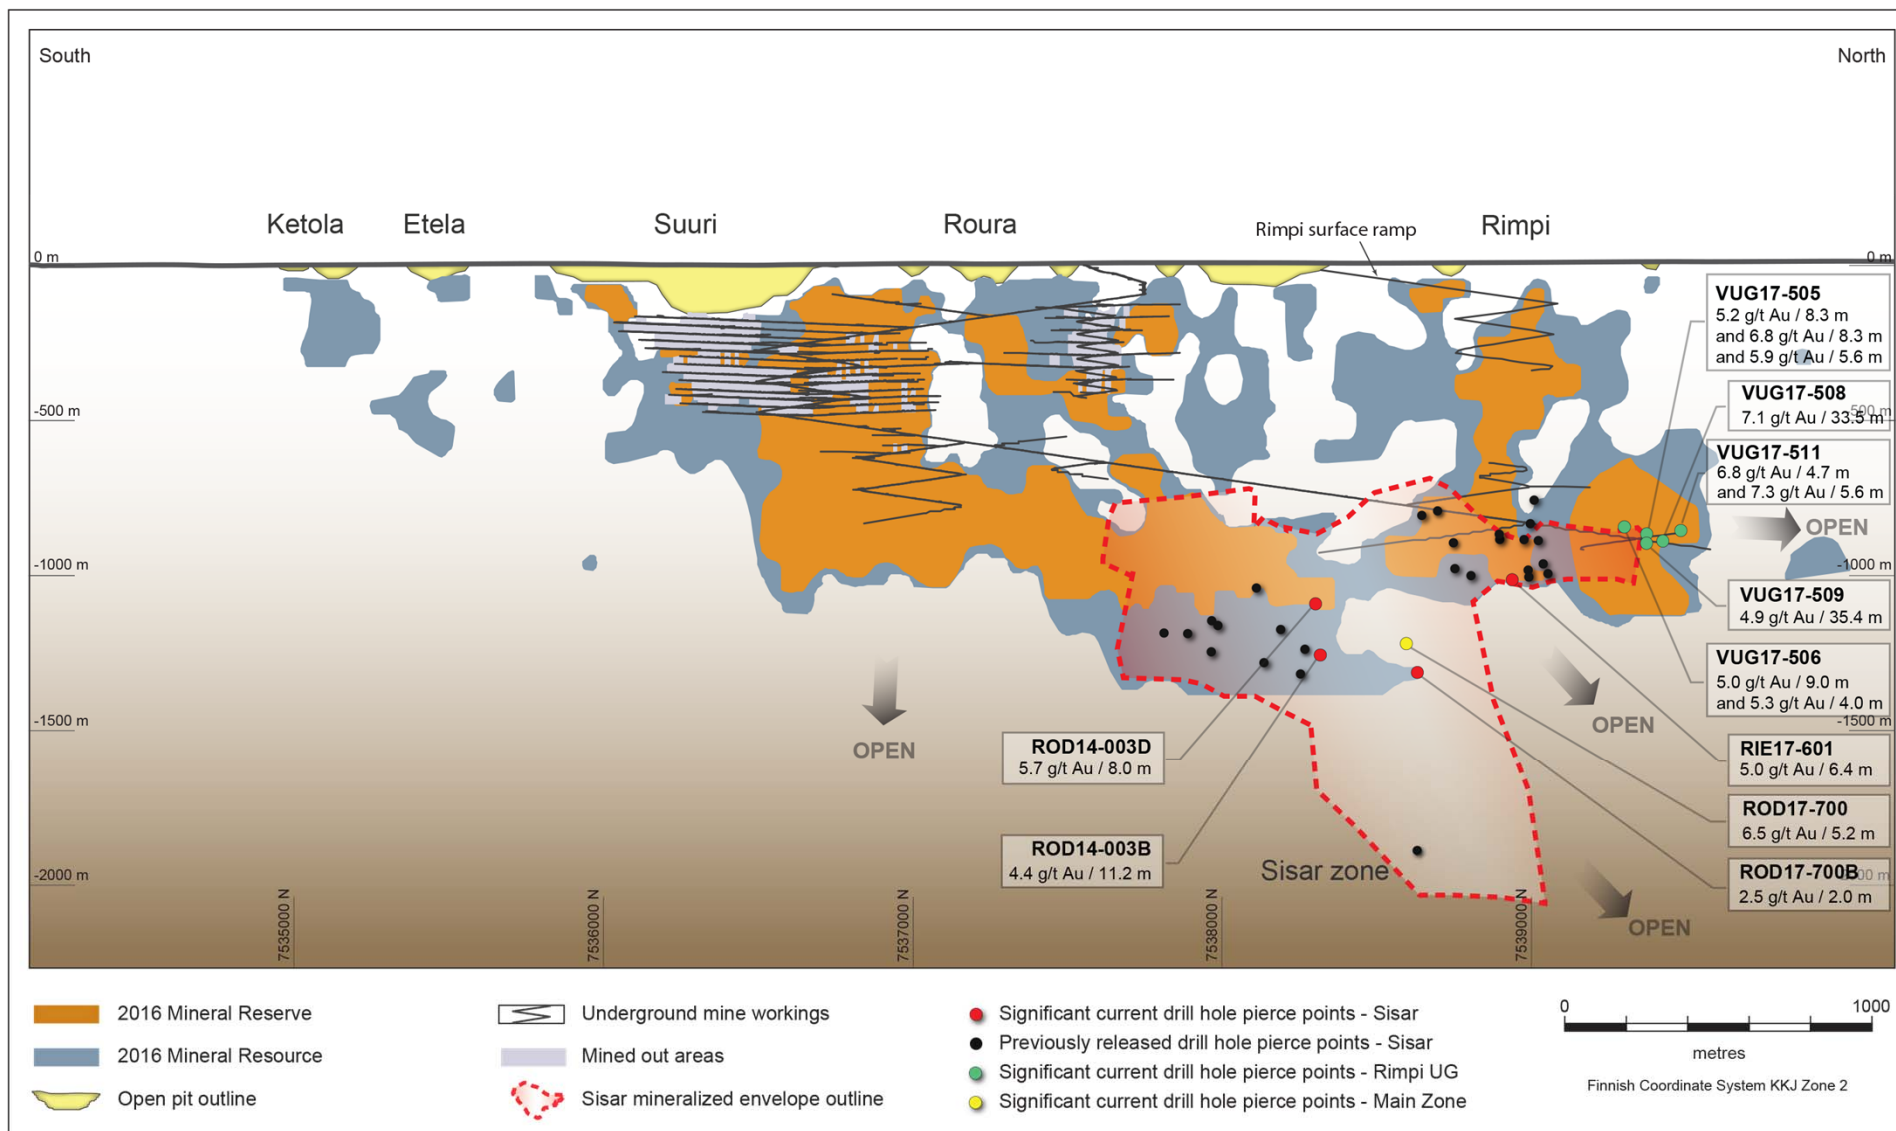 South
North
Ketola
Etela
Suuri
Roura
Rimpi surface ramp
Rimpi
0 m
0 m
VUG17-505
5.2 g/t Au / 8.3 m
and 6.8 g/t Au / 8.3 m
and 5.9 g/t Au / 5.6 m
VUG17-508
7.1 g/t Au / 33.5 m
-500 m
500 m
VUG17-511
6.8 g/t Au / 4.7 m
and 7.3 g/t Au / 5.6 m
OPEN
-1000 m
-1000 m
VUG17-509
4.9 g/t Au / 35.4 m
VUG17-506
5.0 g/t Au / 9.0 m
and 5.3 g/t Au / 4.0 m
-1500 m
-1500 m
OPEN
OPEN
ROD14-003D
5.7 g/t Au / 8.0 m
RIE17-601
5.0 g/t Au / 6.4 m
ROD17-700
6.5 g/t Au / 5.2 m
ROD14-003B
4.4 g/t Au / 11.2 m
Sisar zone
ROD17-700B
2.5 g/t Au / 2.0 m
-2000 m
OPEN
7535000 N
7536000 N
7537000 N
7538000 N
7539000 N
2016 Mineral Reserve
2016 Mineral Resource
Open pit outline
Underground mine workings
Mined out areas
Sisar mineralized envelope outline
Significant current drill hole pierce points - Sisar
Previously released drill hole pierce points - Sisar
Significant current drill hole pierce points - Rimpi UG
Significant current drill hole pierce points - Main Zone
0
1000
metres
Finnish Coordinate System KKJ Zone 2